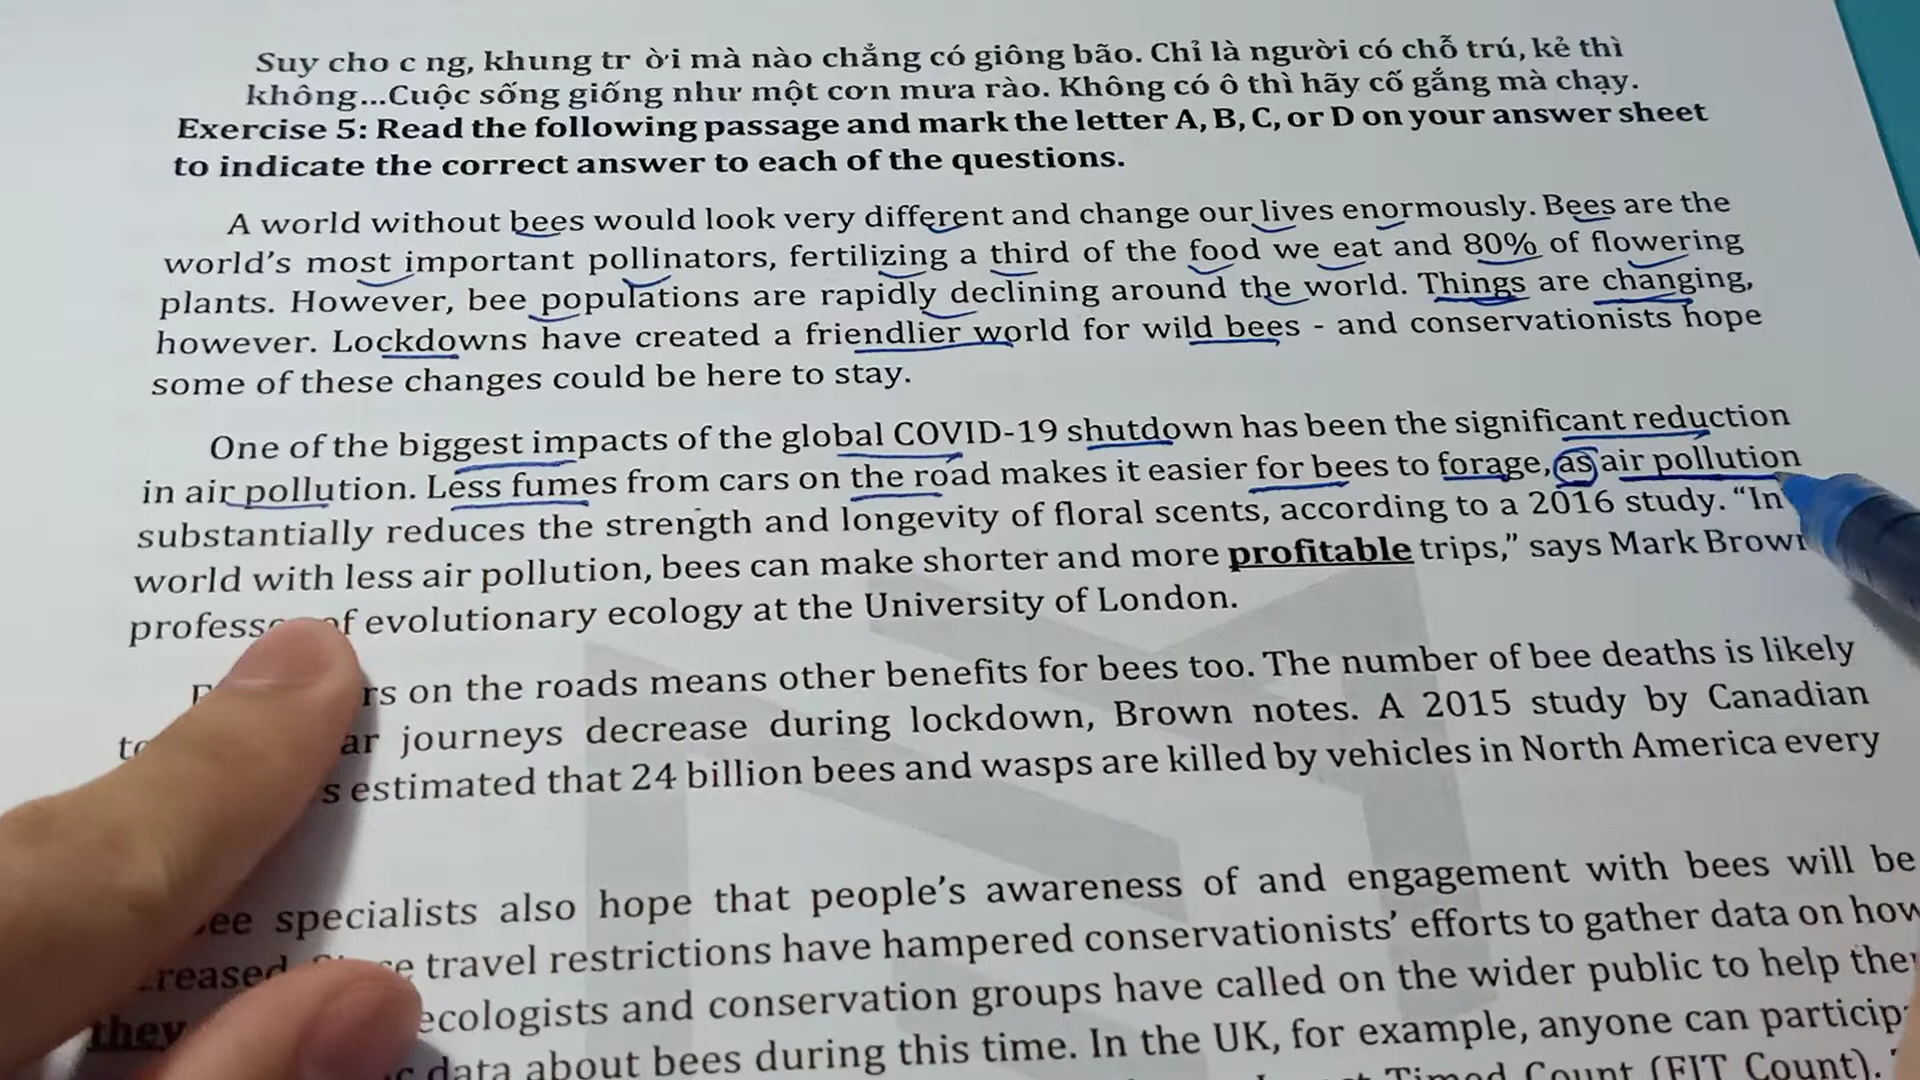 Suy cho c ng, khung tr ời mà nào chẳng có giông bão. Chỉ là người có chỗ trú, kẻ thì
không...Cuộc sống giống như một cơn mưa rào. Không có ô thì hãy cố gắng mà chạy.
Exercise 5: Read the following passage and mark the letter A, B, C, or D on your answer sheet
to indicate the correct answer to each of the questions.
A world without bees would look very different and change our lives enormously. Bees are the
world's most important pollinators, fertilizing a third of the food we eat and 80% of flowering
plants. However, bee populations are rapidly declining around the world. Things are changing,
however. Lockdowns have created a friendlier world for wild bees - and conservationists hope
some of these changes could be here to stay.
One of the biggest impacts of the global COVID-19 shutdown has been the significant reduction
in air pollution. Less fumes from cars on the road makes it easier for bees to forage, as air pollution
substantially reduces the strength and longevity of floral scents, according to a 2016 study. “In
world with less air pollution, bees can make shorter and more profitable trips,” says Mark Brown
of evolutionary ecology at the University of London.
on the roads means other benefits for bees too. The number of bee deaths is likely
journeys decrease during lockdown, Brown notes. A 2015 study by Canadian
estimated that 24 billion bees and wasps are killed by vehicles in North America every
specialists also hope that people's awareness of and engagement with bees will be
travel restrictions have hampered conservationists' efforts to gather data on how
they ecologists and conservation groups have called on the wider public to help
data about bees during this time. In the UK, for example, anyone can
Timed Count (FIT Count).